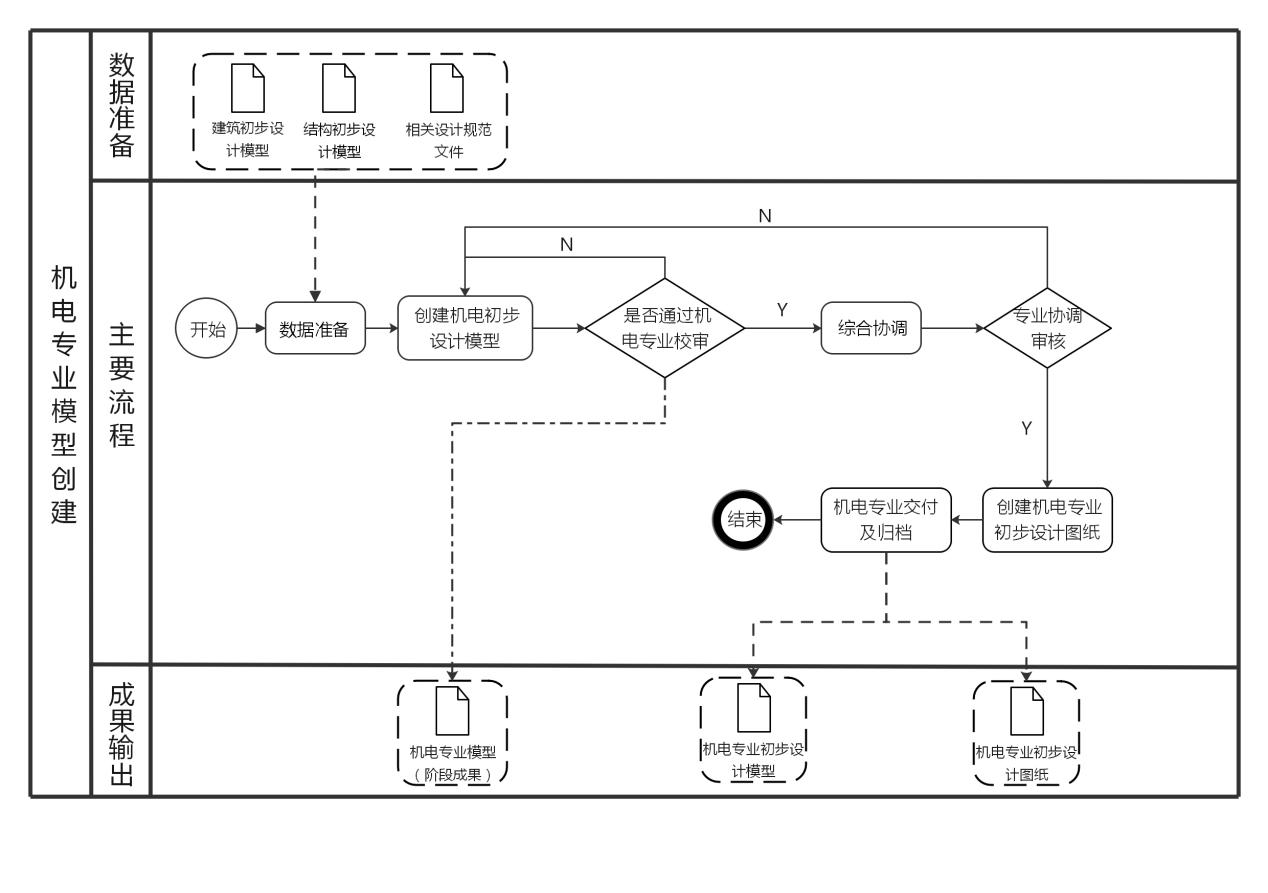 机电专业模型创建
数据准备
建筑初步设
计模型
结构初步设
计模型
相关设计规范
文件
主要流程
N
N
开始
数据准备
创建机电初步
设计模型
是否通过机
电专业校审
Y
综合协调
专业协调
审核
Y
结束
机电专业交付
及归档
创建机电专业
初步设计图纸
成果输出
机电专业模型
（阶段成果）
机电专业初步设
计模型
机电专业初步设
计图纸